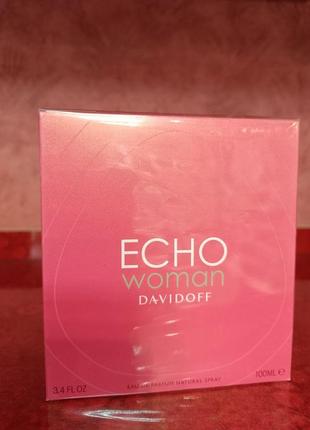 ECHO
woman
DAVIDOFF
EAU DE PARFUM NATURAL SPRAY
3.4 FL OZ
100ML ℮